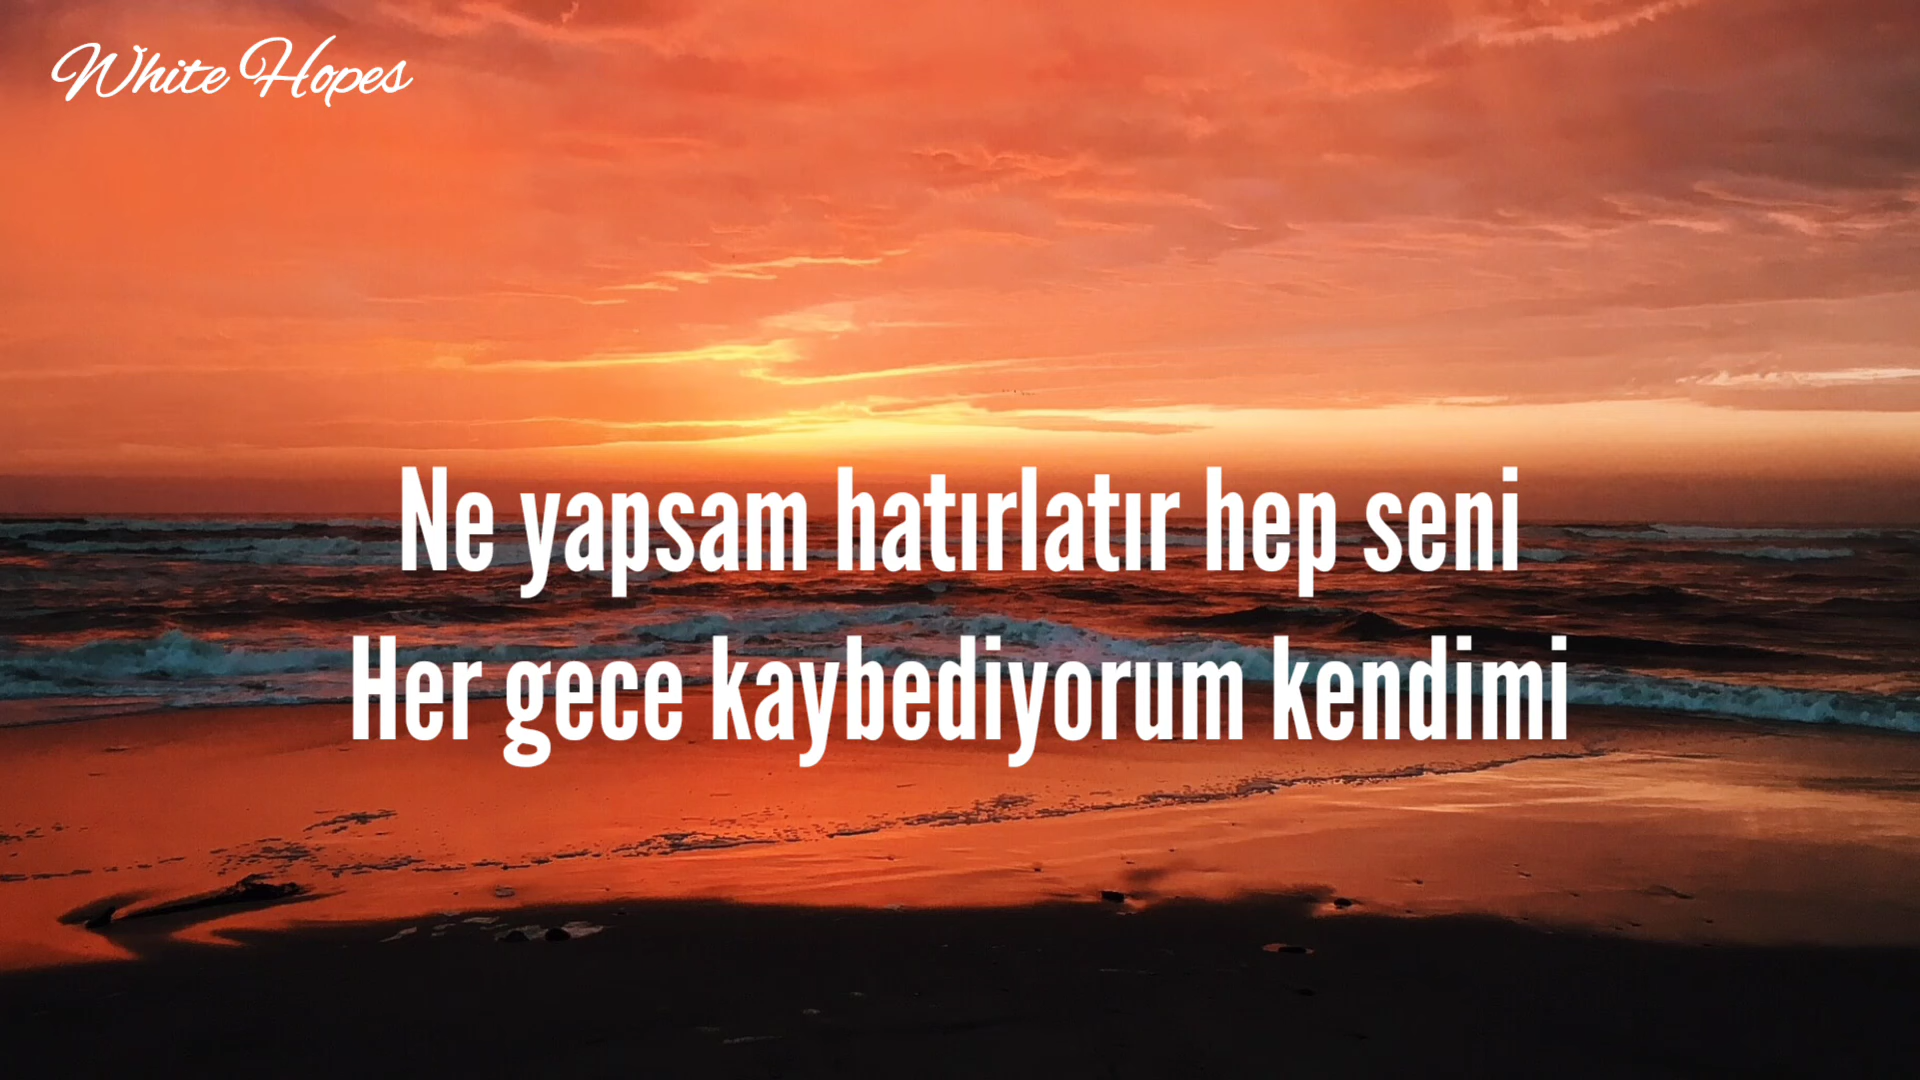 White Hopes
Ne yapsam hatırlatır hep seni
Her gece kaybediyorum kendimi